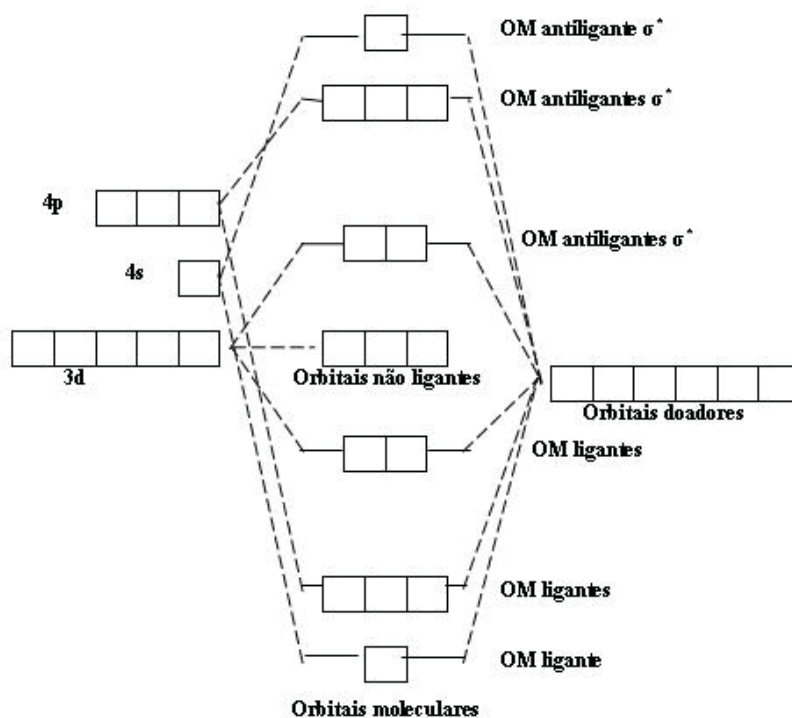 OM antiligante σ*
OM antiligantes σ*
4p
OM antiligantes σ*
4s
3d
Orbitais não ligantes
Orbitais doadores
OM ligantes
OM ligantes
OM ligante
Orbitais moleculares